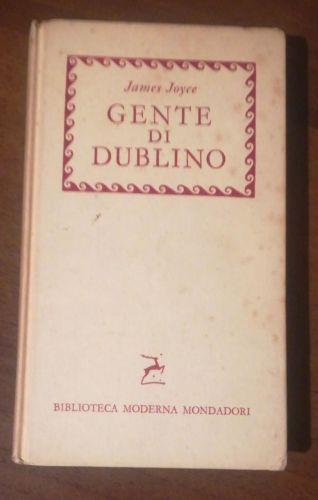 James Joyce
GENTE
DI
DUBLINO
BIBLIOTECA MODERNA MONDADORI